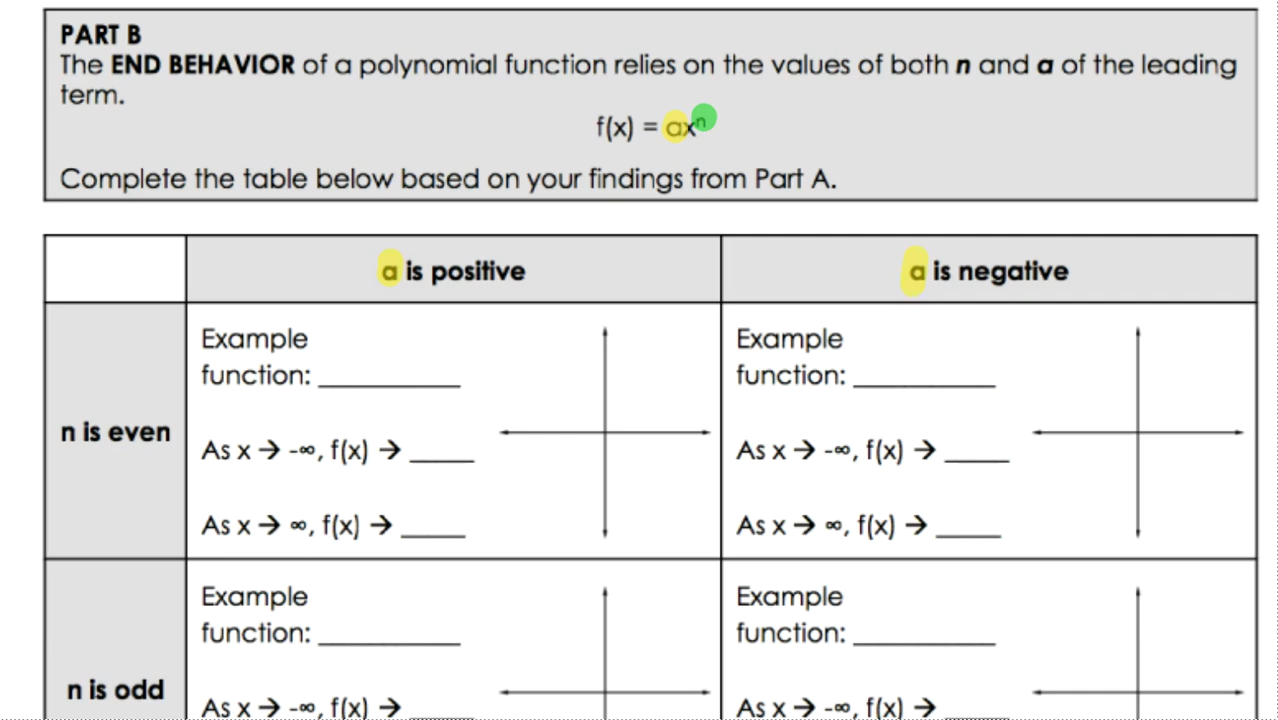 PART B
The END BEHAVIOR of a polynomial function relies on the values of both n and a of the leading
term.
f(x) = axⁿ
Complete the table below based on your findings from Part A.
a is positive
a is negative
n is even
Example
function: __________
As x → -∞, f(x) → _____
As x → ∞, f(x) → _____
Example
function: __________
As x → -∞, f(x) → _____
As x → ∞, f(x) → _____
n is odd
Example
function: __________
As x → -∞, f(x) → _____
Example
function: __________
As x → -∞, f(x) → _____